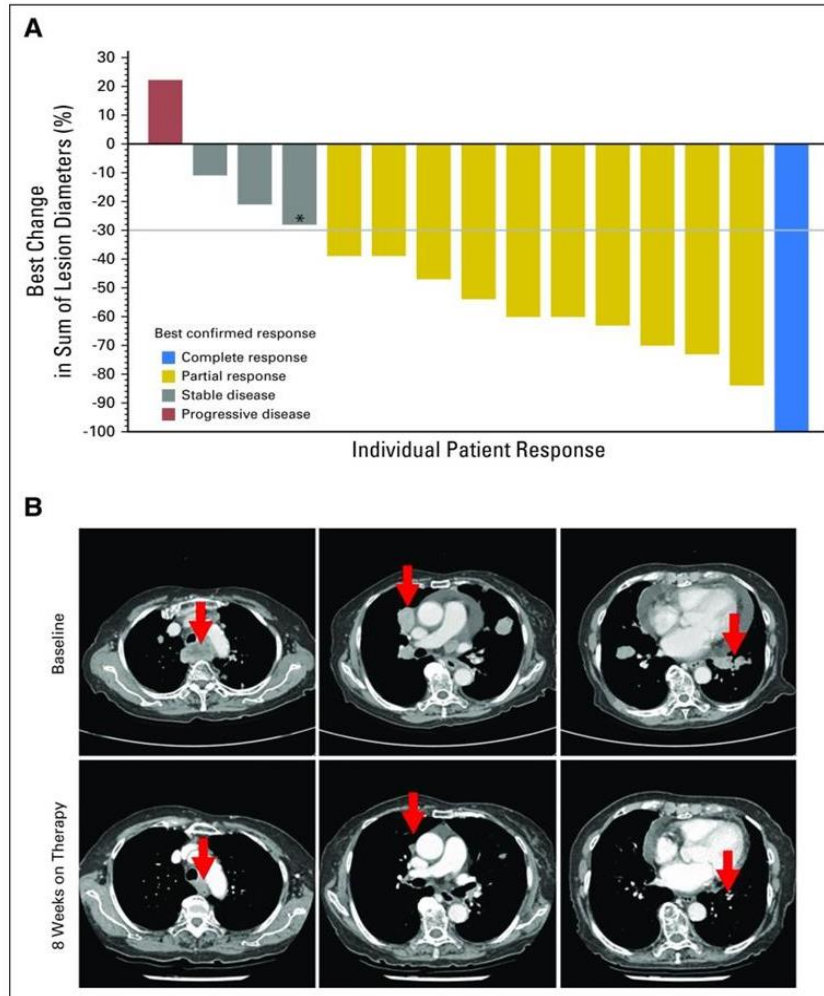 A
Best Change
in Sum of Lesion Diameters (%)
30
20
10
0
-10
-20
-30
-40
-50
-60
-70
-80
-90
-100
*
Best confirmed response
Complete response
Partial response
Stable disease
Progressive disease
Individual Patient Response
B
Baseline
8 Weeks on Therapy